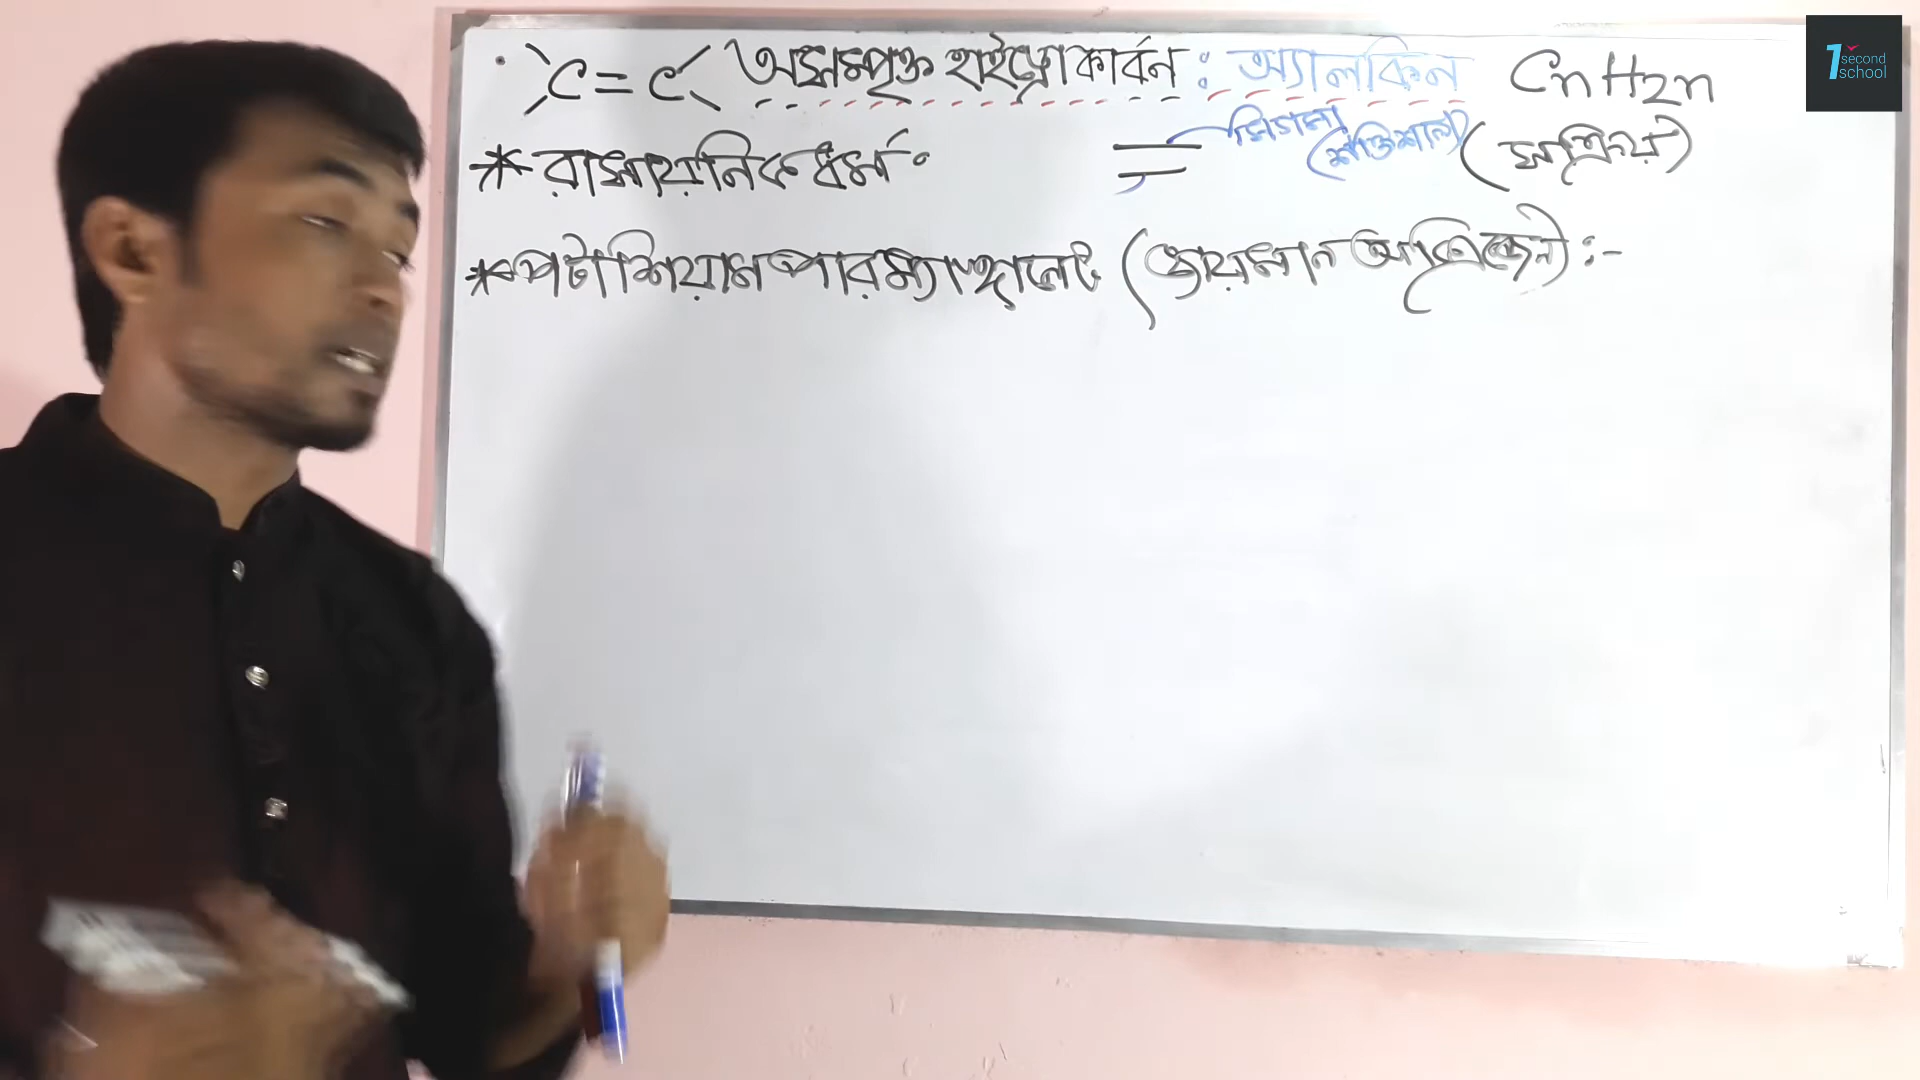 >C=C< অসম্পৃক্ত হাইড্রোকার্বন : অ্যালকিন CnH2n
সিগমা (শক্তিশালী)
* রাসায়নিক ধর্মঃ = (সক্রিয়)
* পটাশিয়াম পারম্যাঙ্গানেট (জায়মান অক্সিজেন) :-
1 second school